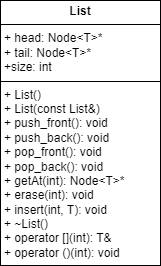 List
+ head: Node<T>*
+ tail: Node<T>*
+size: int
+ List()
+ List(const List&)
+ push_front(): void
+ push_back(): void
+ pop_front(): void
+ pop_back(): void
+ getAt(int): Node<T>*
+ erase(int): void
+ insert(int, T): void
+ ~List()
+ operator [](int): T&
+ operator ()(int): void